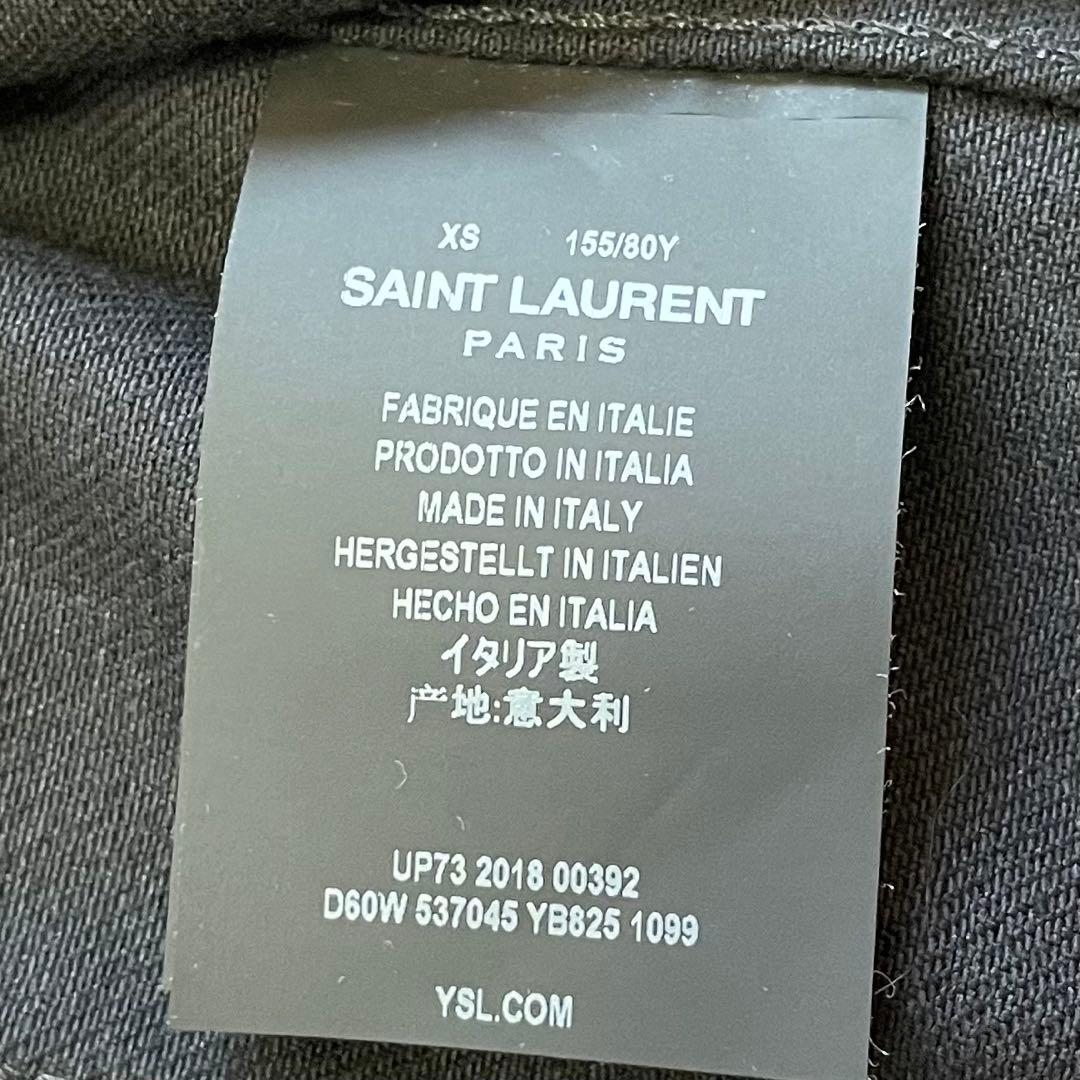 XS 155/80Y
SAINT LAURENT
PARIS
FABRIQUE EN ITALIE
PRODOTTO IN ITALIA
MADE IN ITALY
HERGESTELLT IN ITALIEN
HECHO EN ITALIA
イタリア製
产地:意大利
UP73 2018 00392
D60W 537045 YB825 1099
YSL.COM